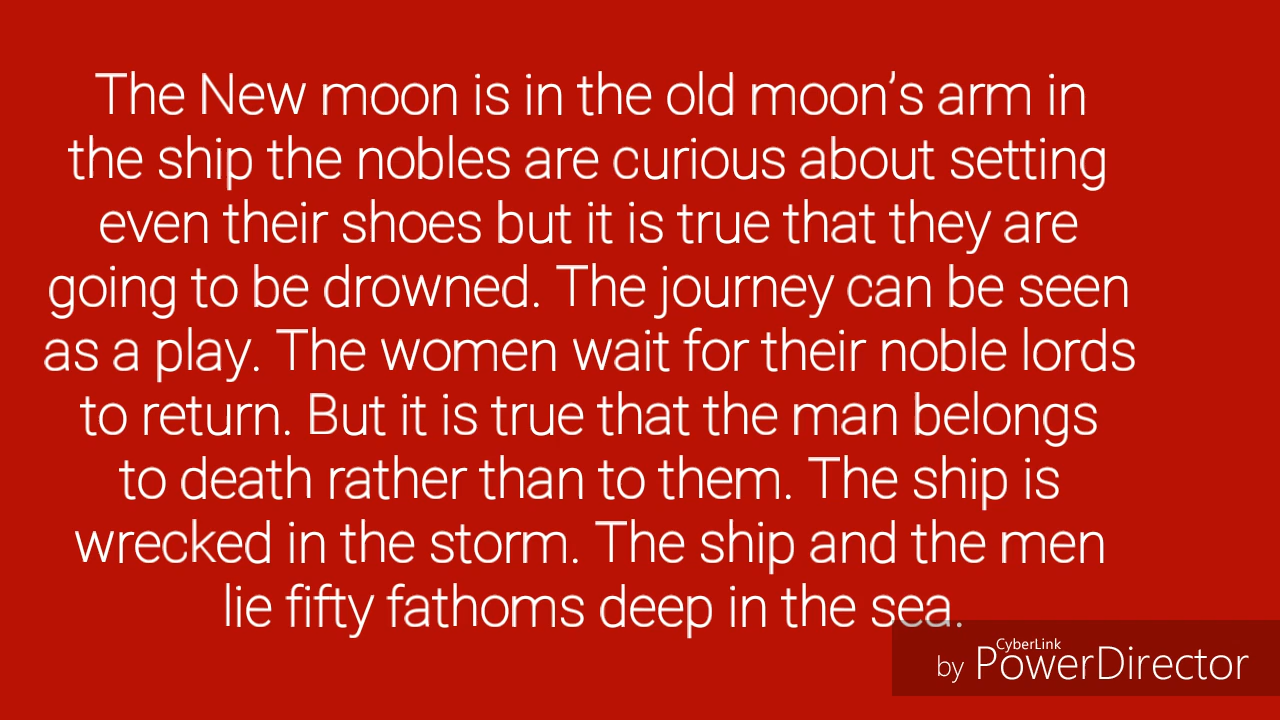 The New moon is in the old moon’s arm in
the ship the nobles are curious about setting
even their shoes but it is true that they are
going to be drowned. The journey can be seen
as a play. The women wait for their noble lords
to return. But it is true that the man belongs
to death rather than to them. The ship is
wrecked in the storm. The ship and the men
lie fifty fathoms deep in the sea.
CyberLink
by PowerDirector